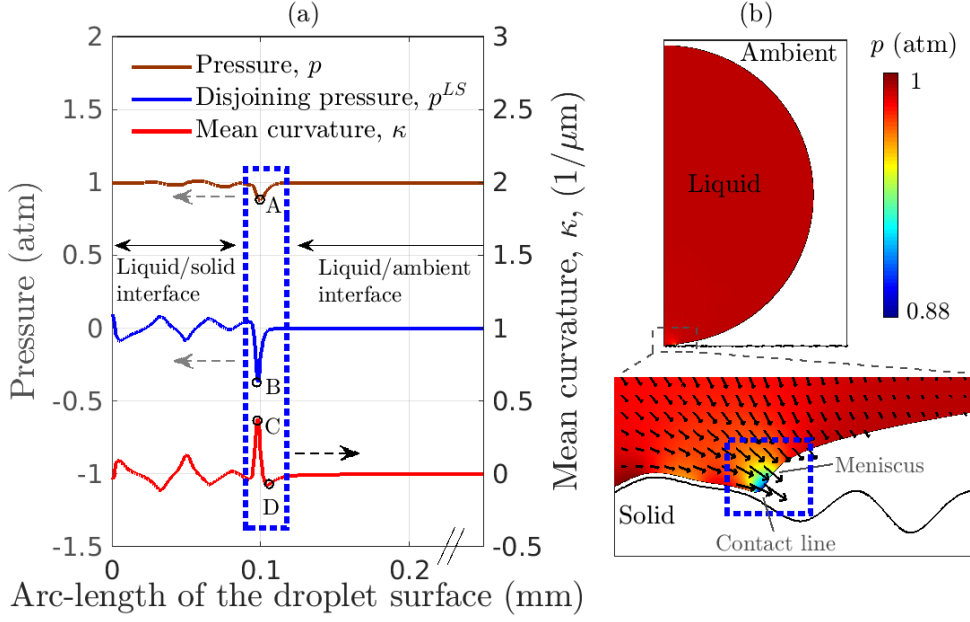 (a)
2
1.5
1
0.5
0
-0.5
-1
-1.5
Pressure (atm)
Pressure, p
Disjoining pressure, p^{LS}
Mean curvature, κ
A
Liquid/solid
interface
Liquid/ambient
interface
B
C
D
3
2.5
2
1.5
1
0.5
0
-0.5
Mean curvature, κ, (1/μm)
0
0.1
0.2
Arc-length of the droplet surface (mm)
(b)
Ambient
Liquid
p (atm)
1
0.88
Meniscus
Solid
Contact line